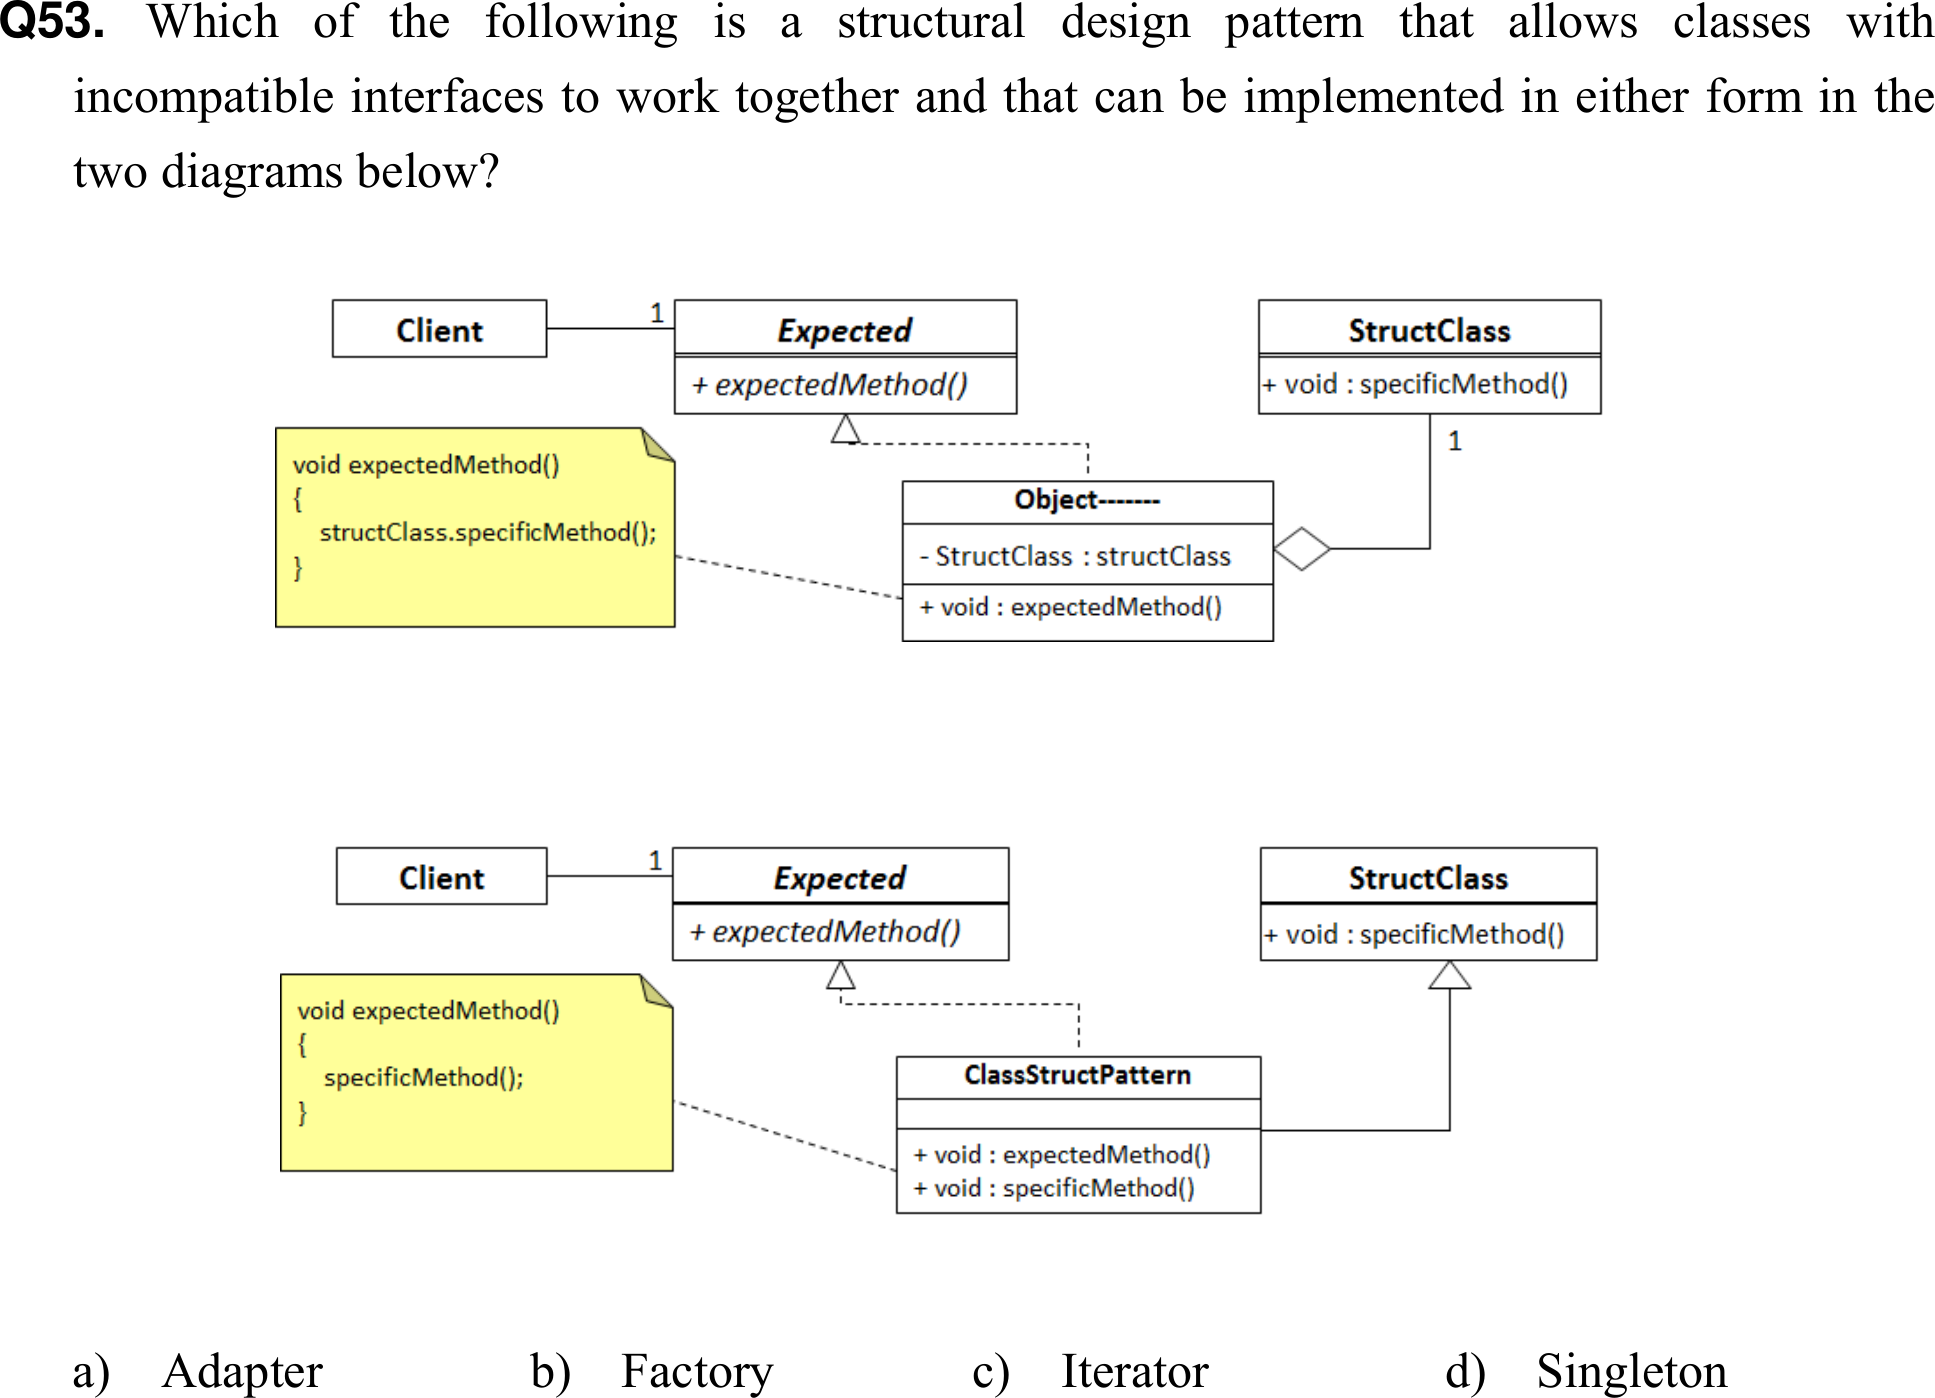 Q53. Which of the following is a structural design pattern that allows classes with
incompatible interfaces to work together and that can be implemented in either form in the
two diagrams below?
Client
1
Expected
+ expectedMethod()
StructClass
+ void : specificMethod()
1
void expectedMethod()
{
structClass.specificMethod();
}
Object-------
- StructClass : structClass
+ void : expectedMethod()
Client
1
Expected
+ expectedMethod()
StructClass
+ void : specificMethod()
void expectedMethod()
{
specificMethod();
}
ClassStructPattern
+ void : expectedMethod()
+ void : specificMethod()
a) Adapter b) Factory c) Iterator d) Singleton